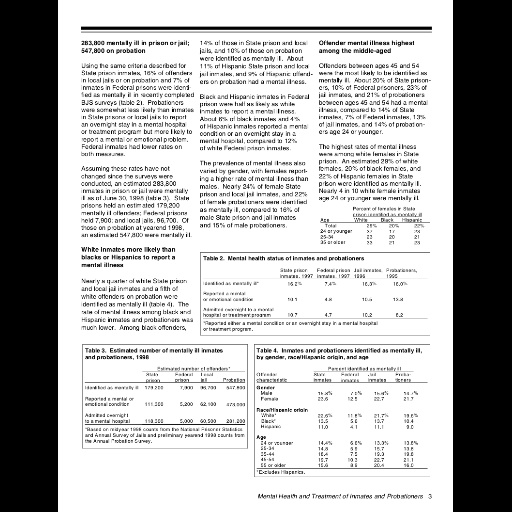 283,800 mentally ill in prison or jail;
547,800 on probation
Using the same criteria described for
State prison inmates, 16% of offenders
in local jails or on probation and 7% of
inmates in Federal prisons were identi-
fied as mentally ill in recently completed
BJS surveys (table 2). Probationers
were somewhat less likely than inmates
in State prisons or local jails to report
an overnight stay in a mental hospital
or treatment program but more likely to
report a mental or emotional problem.
Federal inmates had lower rates on
both measures.
Assuming these rates have not
changed since the surveys were
conducted, an estimated 283,800
inmates in prison or jail were mentally
ill as of June 30, 1998 (table 3). State
prisons held an estimated 179,200
mentally ill offenders; Federal prisons
held 7,900; and local jails, 96,700. Of
those on probation at yearend 1998,
an estimated 547,800 were mentally ill.
White inmates more likely than
blacks or Hispanics to report a
mental illness
Nearly a quarter of white State prison
and local jail inmates and a fifth of
white offenders on probation were
identified as mentally ill (table 4). The
rate of mental illness among black and
Hispanic inmates and probationers was
much lower. Among black offenders,
14% of those in State prison and local
jails, and 10% of those on probation
were identified as mentally ill. About
11% of Hispanic State prison and local
jail inmates, and 9% of Hispanic offend-
ers on probation had a mental illness.
Black and Hispanic inmates in Federal
prison were half as likely as white
inmates to report a mental illness.
About 6% of black inmates and 4%
of Hispanic inmates reported a mental
condition or an overnight stay in a
mental hospital, compared to 12%
of white Federal prison inmates.
The prevalence of mental illness also
varied by gender, with females report-
ing a higher rate of mental illness than
males. Nearly 24% of female State
prison and local jail inmates, and 22%
of female probationers were identified
as mentally ill, compared to 16% of
male State prison and jail inmates
and 15% of male probationers.
Offender mental illness highest
among the middle-aged
Offenders between ages 45 and 54
were the most likely to be identified as
mentally ill. About 20% of State prison-
ers, 10% of Federal prisoners, 23% of
jail inmates, and 21% of probationers
between ages 45 and 54 had a mental
illness, compared to 14% of State
inmates, 7% of Federal inmates, 13%
of jail inmates, and 14% of probation-
ers age 24 or younger.
The highest rates of mental illness
were among white females in State
prison. An estimated 29% of white
females, 20% of black females, and
22% of Hispanic females in State
prison were identified as mentally ill.
Nearly 4 in 10 white female inmates
age 24 or younger were mentally ill.
Percent of females in State
prison identified as mentally ill
Age White Black Hispanic
Total 29% 20% 22%
24 or younger
25-34
35 or older
Table 2. Mental health status of inmates and probationers
State prison inmates, 1997 Federal prison inmates, 1997 Jail inmates 1996 Probationers, 1995
Identified as mentally ill* 16.2% 7.4% 16.3% 16.0%
Reported a mental
or emotional condition 10.1 4.8 10.5 13.8
Admitted overnight to a mental
hospital or treatment program 10.7 4.7 10.2 8.2
*Reported either a mental condition or an overnight stay in a mental hospital
or treatment program.
Table 3. Estimated number of mentally ill inmates
and probationers, 1998
Estimated number of offenders*
State prison Federal prison Local jail Probation
Identified as mentally ill 179,200 7,900 96,700 547,800
Reported a mental or
emotional condition 111,300 5,200 62,100 473,000
Admitted overnight
to a mental hospital 118,300 5,000 60,500 281,200
*Based on midyear 1998 counts from the National Prisoner Statistics
and Annual Survey of Jails and preliminary yearend 1998 counts from
the Annual Probation Survey.
Table 4. Inmates and probationers identified as mentally ill,
by gender, race/Hispanic origin, and age
Percent identified as mentally ill
Offender characteristic State inmates Federal inmates Jail inmates Proba-tioners
Gender
Male 15.8% 7.0% 15.6% 14.7%
Female 23.6 12.5 22.7 21.7
Race/Hispanic origin
White* 22.6% 11.8% 21.7% 19.6%
Black* 13.5 5.6 13.7 10.4
Hispanic 11.0 4.1 11.1 9.0
Age
24 or younger 14.4% 6.6% 13.3% 13.8%
25-34 14.8 5.9 15.7 13.8
35-44 18.4 7.5 19.3 19.8
45-54 19.7 10.3 22.7 21.1
55 or older 15.6 8.9 20.4 16.0
*Excludes Hispanics.
Mental Health and Treatment of Inmates and Probationers 3